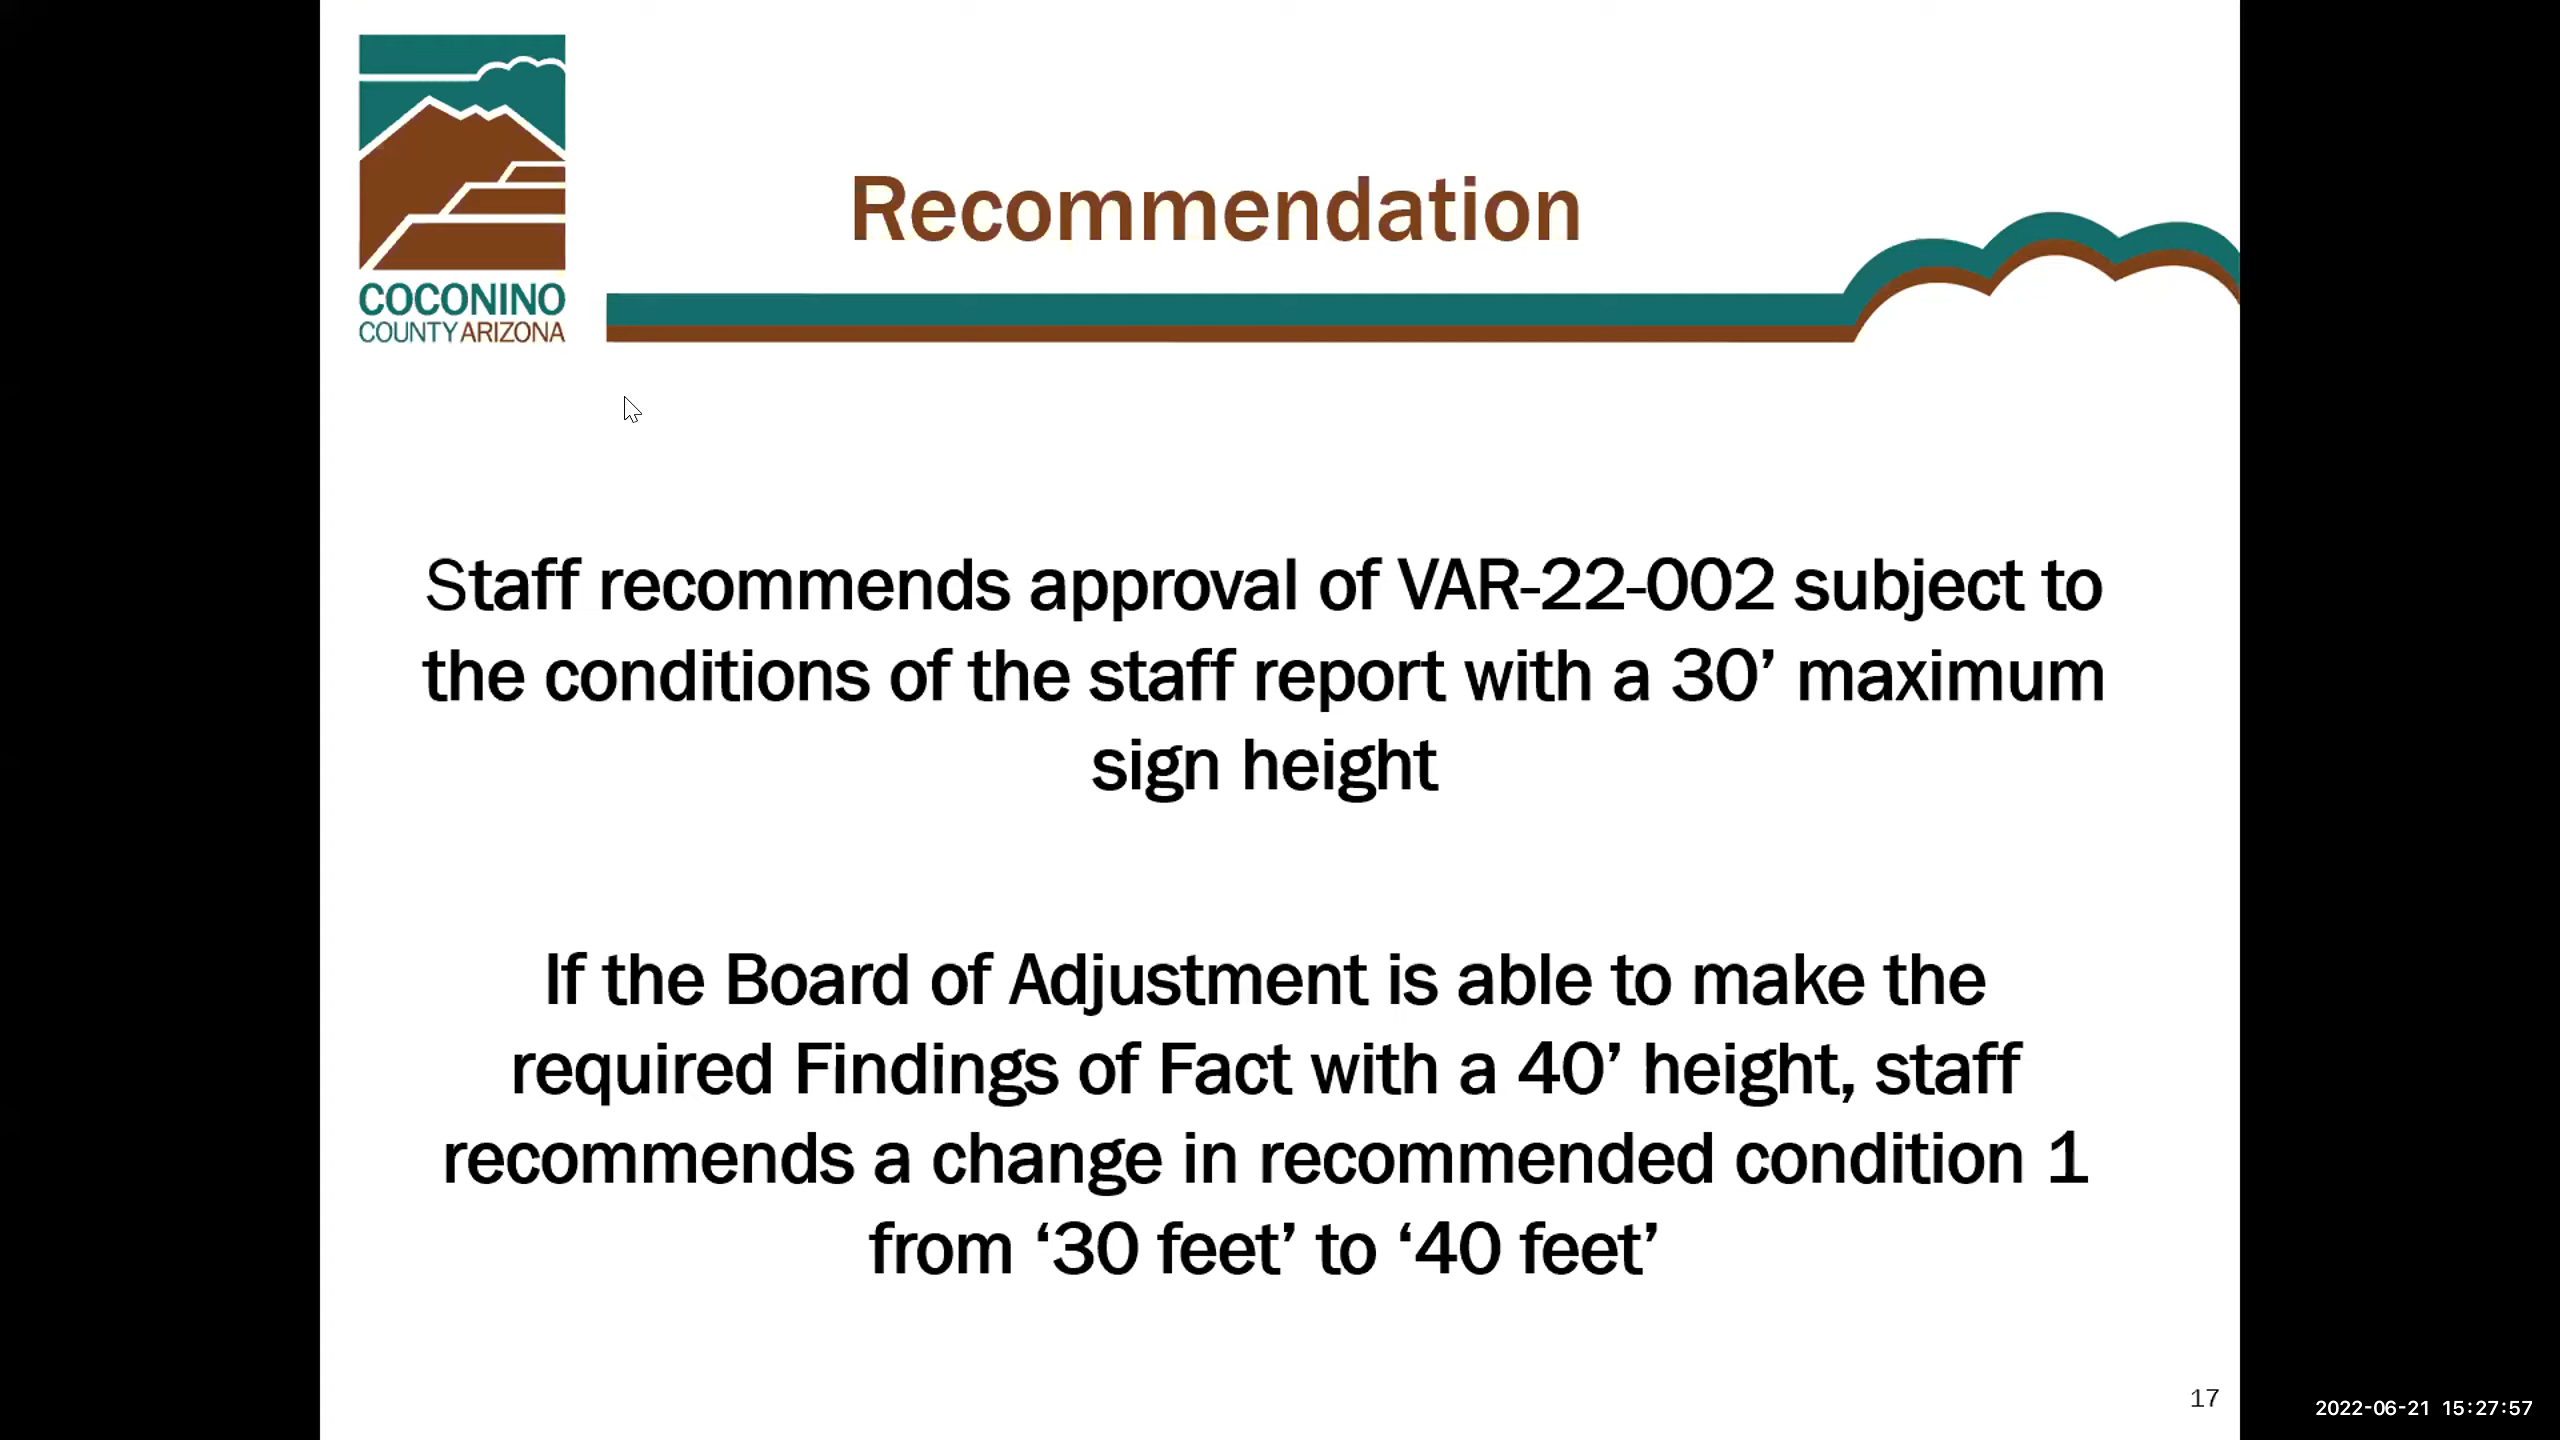 COCONINO
COUNTY ARIZONA
Recommendation
Staff recommends approval of VAR-22-002 subject to
the conditions of the staff report with a 30’ maximum
sign height
If the Board of Adjustment is able to make the
required Findings of Fact with a 40’ height, staff
recommends a change in recommended condition 1
from ‘30 feet’ to ‘40 feet’
17
2022-06-21 15:27:57